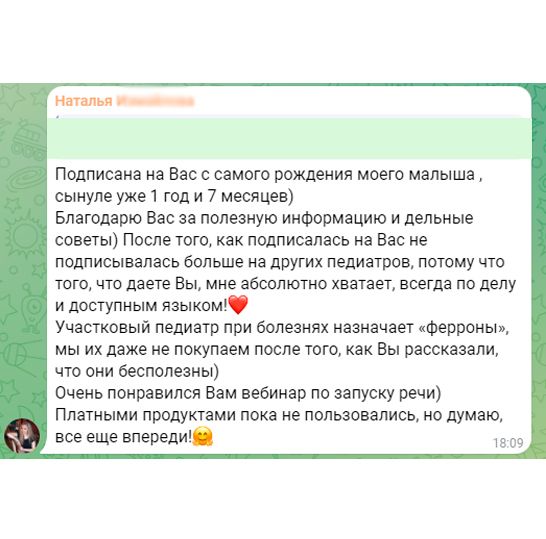 Наталья
Подписана на Вас с самого рождения моего малыша ,
сынуле уже 1 год и 7 месяцев)
Благодарю Вас за полезную информацию и дельные
советы) После того, как подписалась на Вас не
подписывалась больше на других педиатров, потому что
того, что даете Вы, мне абсолютно хватает, всегда по делу
и доступным языком!❤️
Участковый педиатр при болезнях назначает «ферроны»,
мы их даже не покупаем после того, как Вы рассказали,
что они бесполезны)
Очень понравился Вам вебинар по запуску речи)
Платными продуктами пока не пользовались, но думаю,
все еще впереди!🤗
18:09